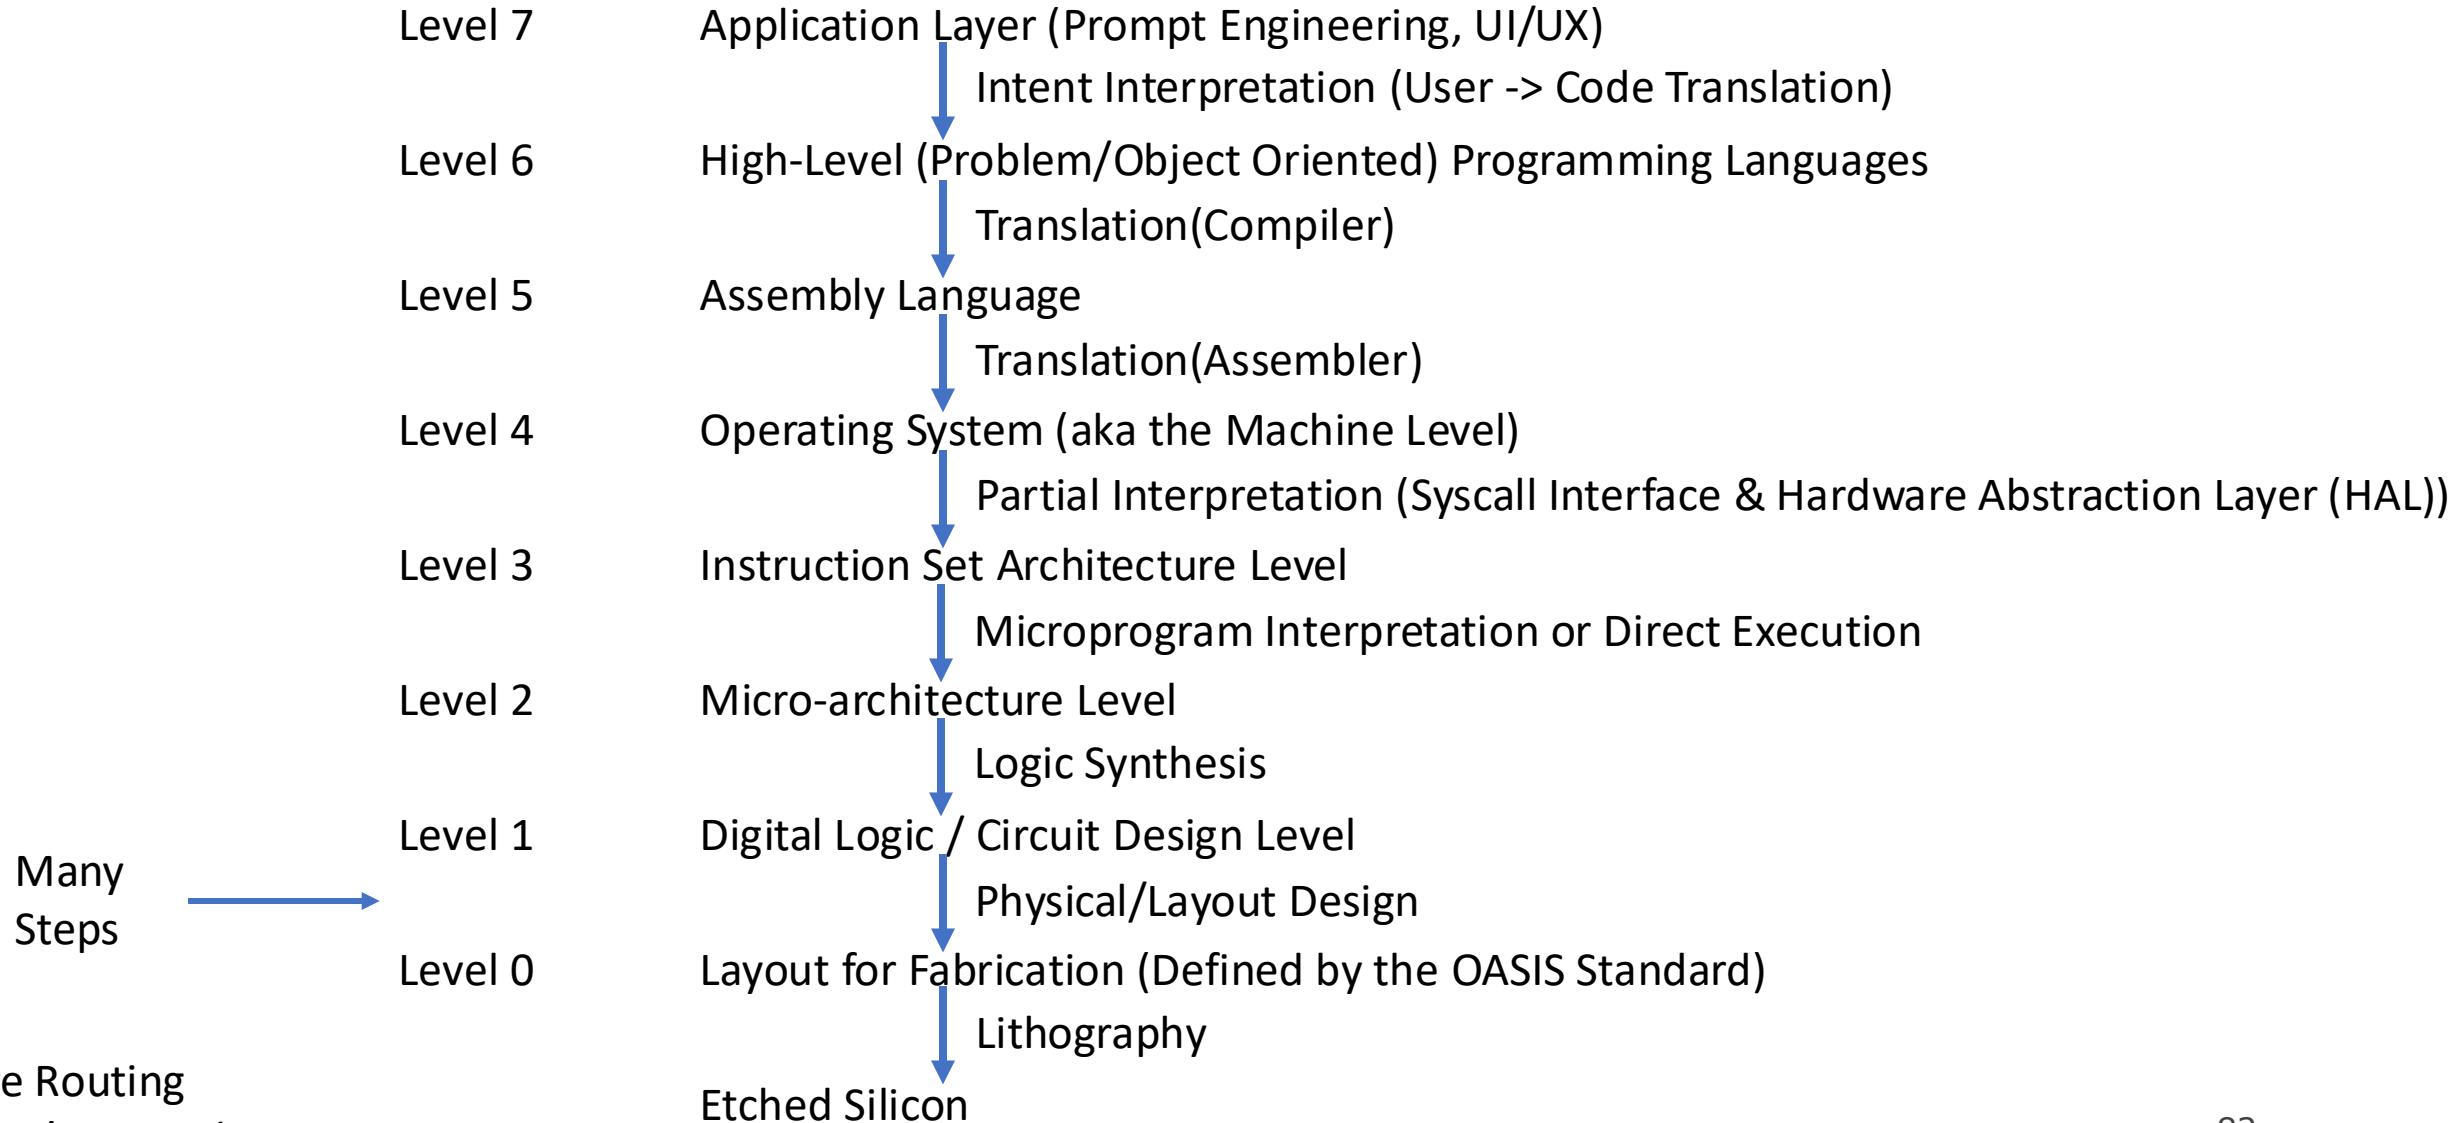 Level 7 Application Layer (Prompt Engineering, UI/UX)
Intent Interpretation (User -> Code Translation)
Level 6 High-Level (Problem/Object Oriented) Programming Languages
Translation(Compiler)
Level 5 Assembly Language
Translation(Assembler)
Level 4 Operating System (aka the Machine Level)
Partial Interpretation (Syscall Interface & Hardware Abstraction Layer (HAL))
Level 3 Instruction Set Architecture Level
Microprogram Interpretation or Direct Execution
Level 2 Micro-architecture Level
Logic Synthesis
Level 1 Digital Logic / Circuit Design Level
Many
Steps
Physical/Layout Design
Level 0 Layout for Fabrication (Defined by the OASIS Standard)
Lithography
e Routing
Etched Silicon